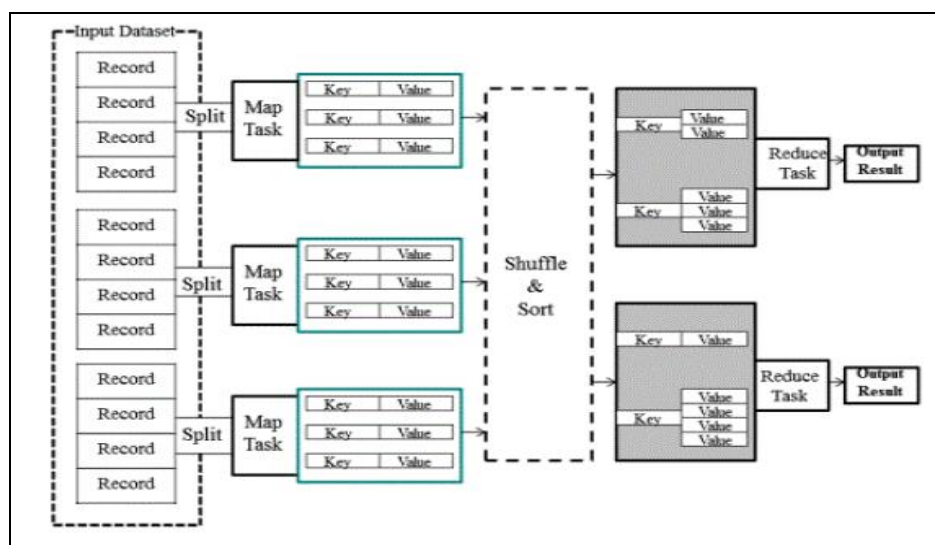 Input Dataset
Record
Record
Record
Record
Split
Map
Task
Key Value
Key Value
Key Value
Record
Record
Record
Record
Split
Map
Task
Key Value
Key Value
Key Value
Record
Record
Record
Record
Split
Map
Task
Key Value
Key Value
Key Value
Shuffle
&
Sort
Key
Value
Value
Key
Value
Value
Value
Reduce
Task
Output
Result
Key Value
Key
Value
Value
Value
Value
Reduce
Task
Output
Result